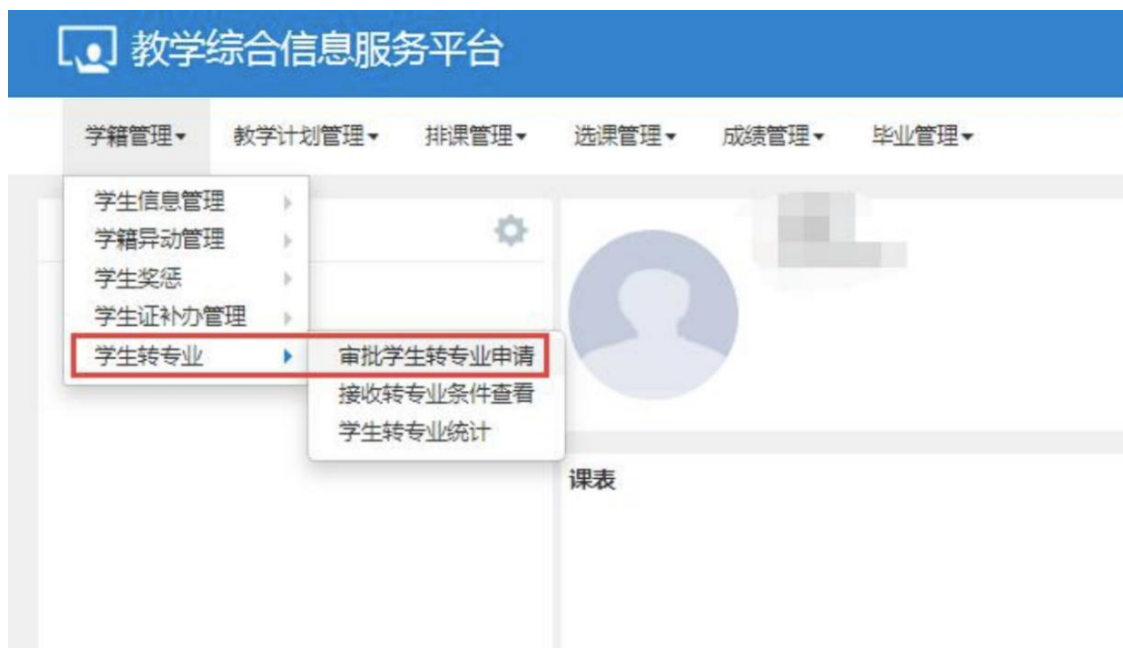 教学综合信息服务平台
学籍管理 教学计划管理 排课管理 选课管理 成绩管理 毕业管理
学生信息管理
学籍异动管理
学生奖惩
学生证补办管理
学生转专业 审批学生转专业申请
接收转专业条件查看
学生转专业统计
课表